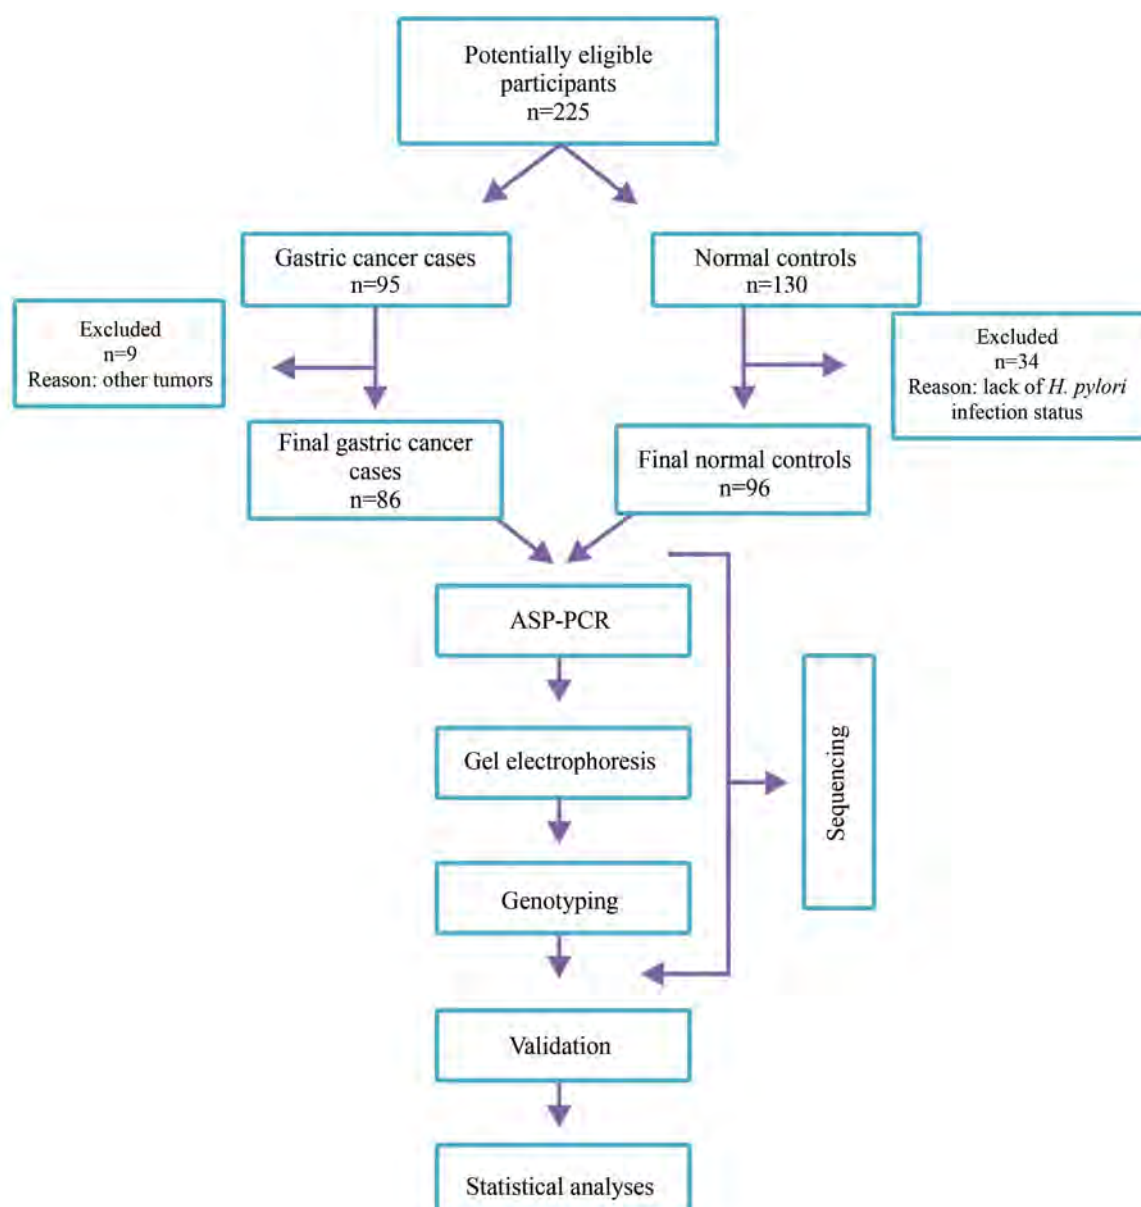 Potentially eligible
participants
n=225
Gastric cancer cases
n=95
Normal controls
n=130
Excluded
n=9
Reason: other tumors
Excluded
n=34
Reason: lack of H. pylori
infection status
Final gastric cancer
cases
n=86
Final normal controls
n=96
ASP-PCR
Gel electrophoresis
Sequencing
Genotyping
Validation
Statistical analyses